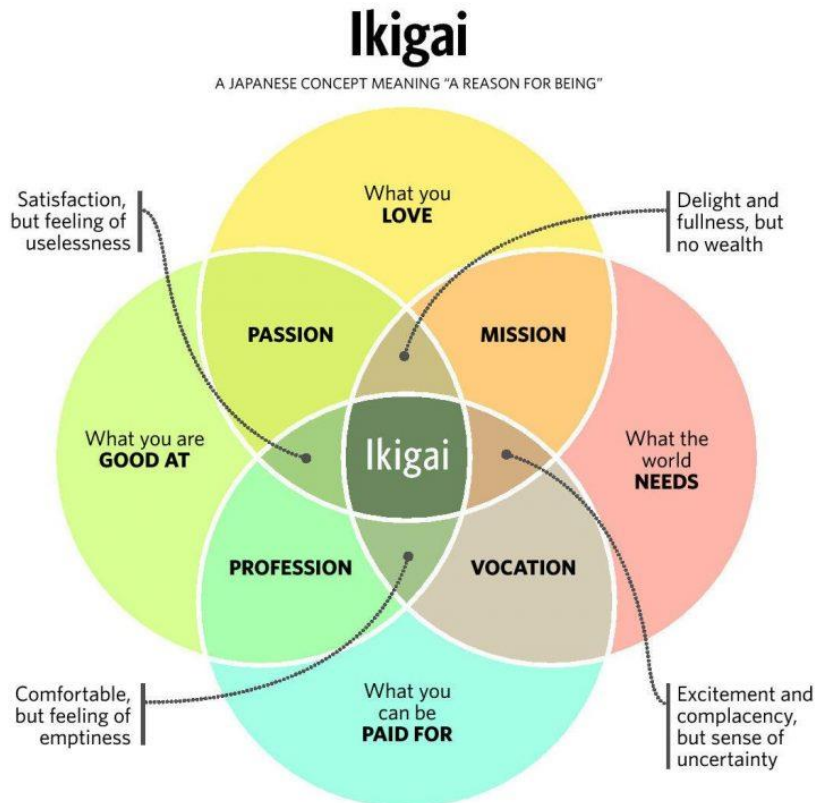 Ikigai
A JAPANESE CONCEPT MEANING “A REASON FOR BEING”
Satisfaction,
but feeling of
uselessness
What you
LOVE
Delight and
fullness, but
no wealth
PASSION
MISSION
What you are
GOOD AT
Ikigai
What the
world
NEEDS
PROFESSION
VOCATION
Comfortable,
but feeling of
emptiness
What you
can be
PAID FOR
Excitement and
complacency,
but sense of
uncertainty